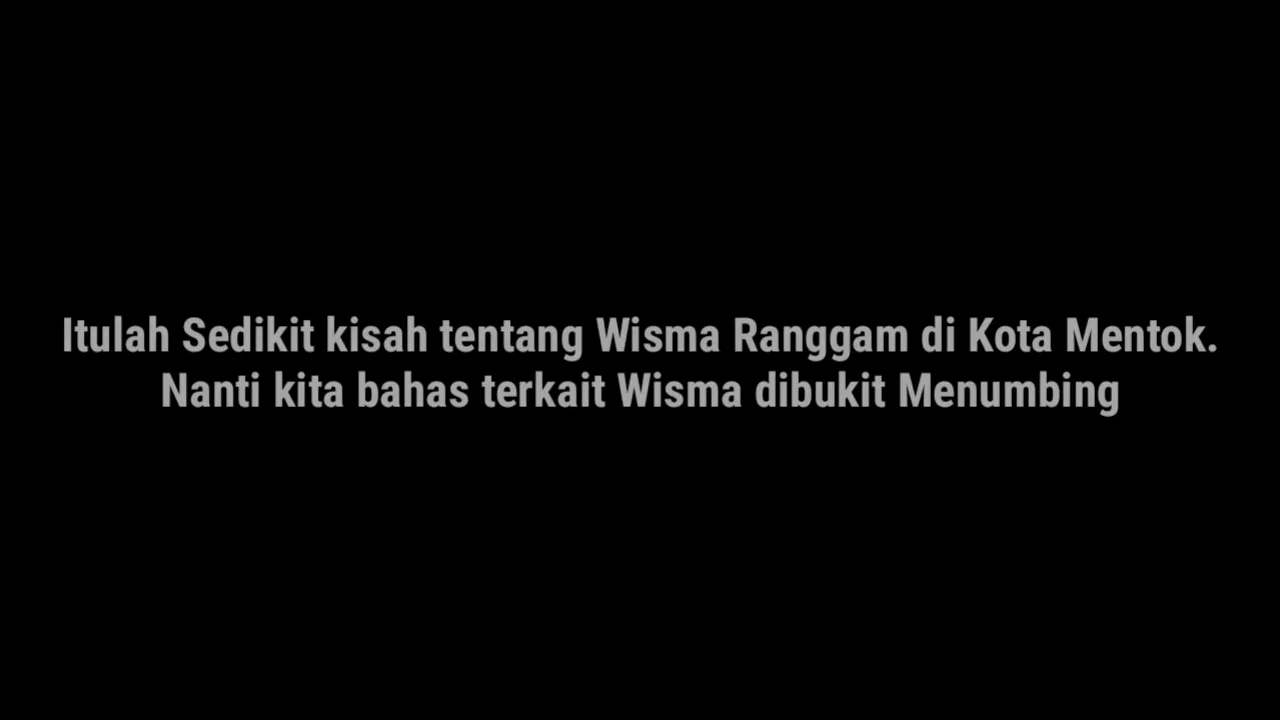 Itulah Sedikit kisah tentang Wisma Ranggam di Kota Mentok.
Nanti kita bahas terkait Wisma dibukit Menumbing